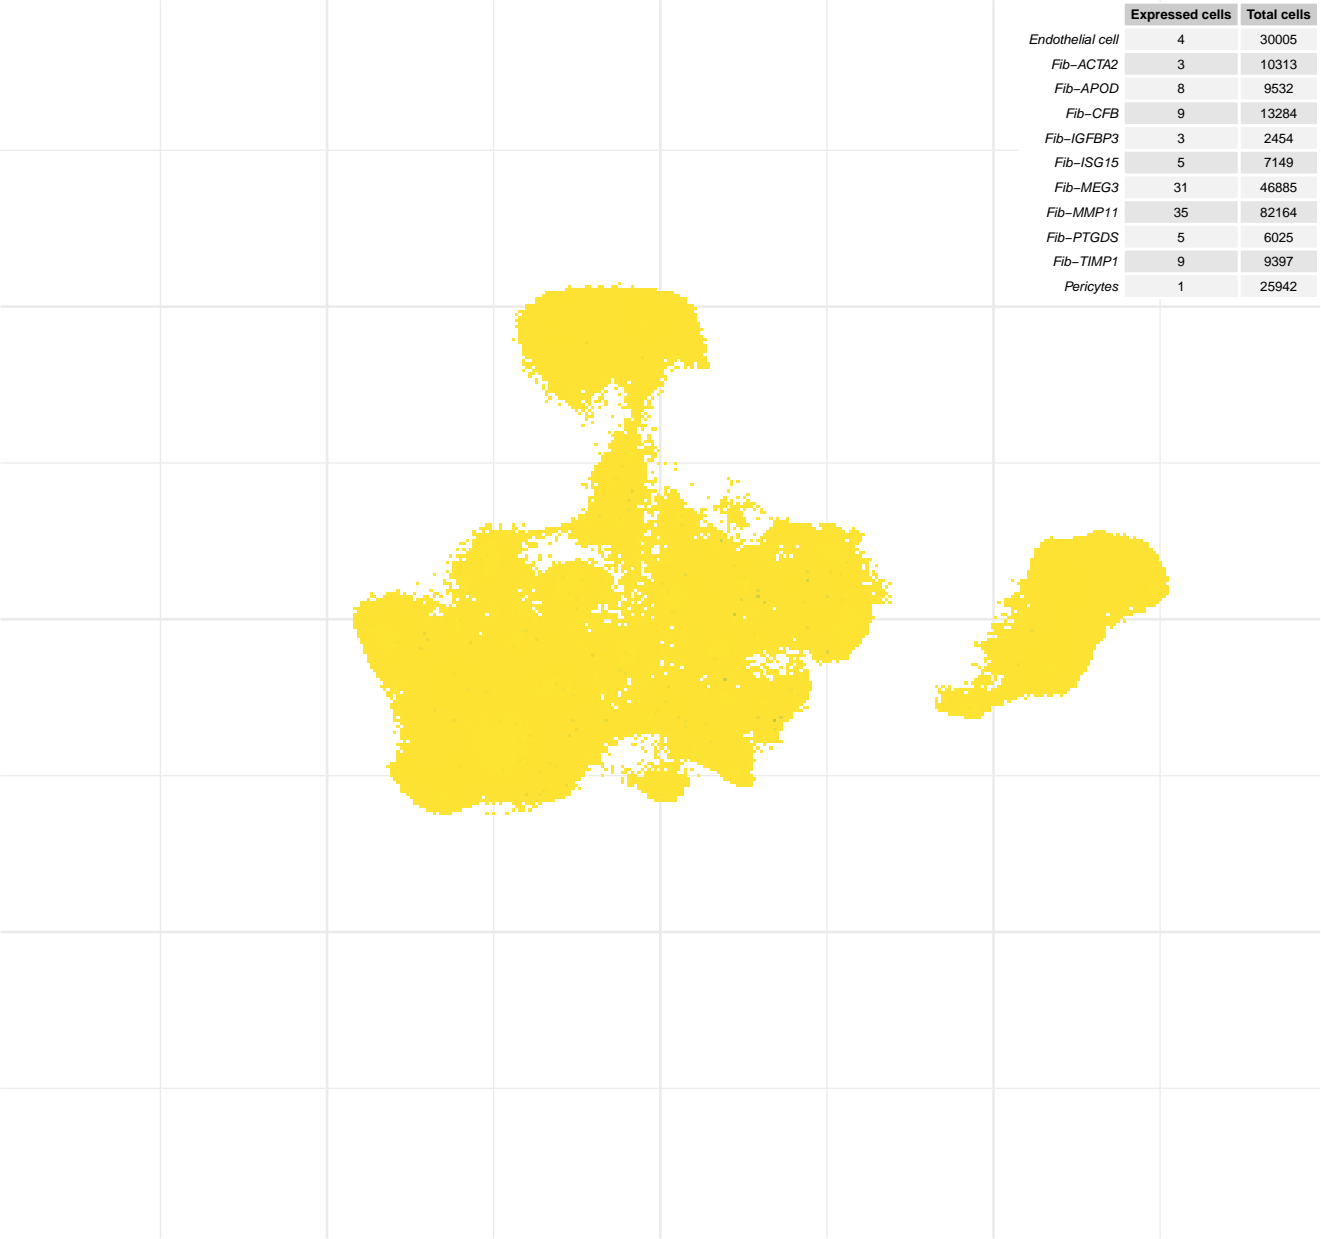 Expressed cells Total cells
Endothelial cell 4 30005
Fib−ACTA2 3 10313
Fib−APOD 8 9532
Fib−CFB 9 13284
Fib−IGFBP3 3 2454
Fib−ISG15 5 7149
Fib−MEG3 31 46885
Fib−MMP11 35 82164
Fib−PTGDS 5 6025
Fib−TIMP1 9 9397
Pericytes 1 25942